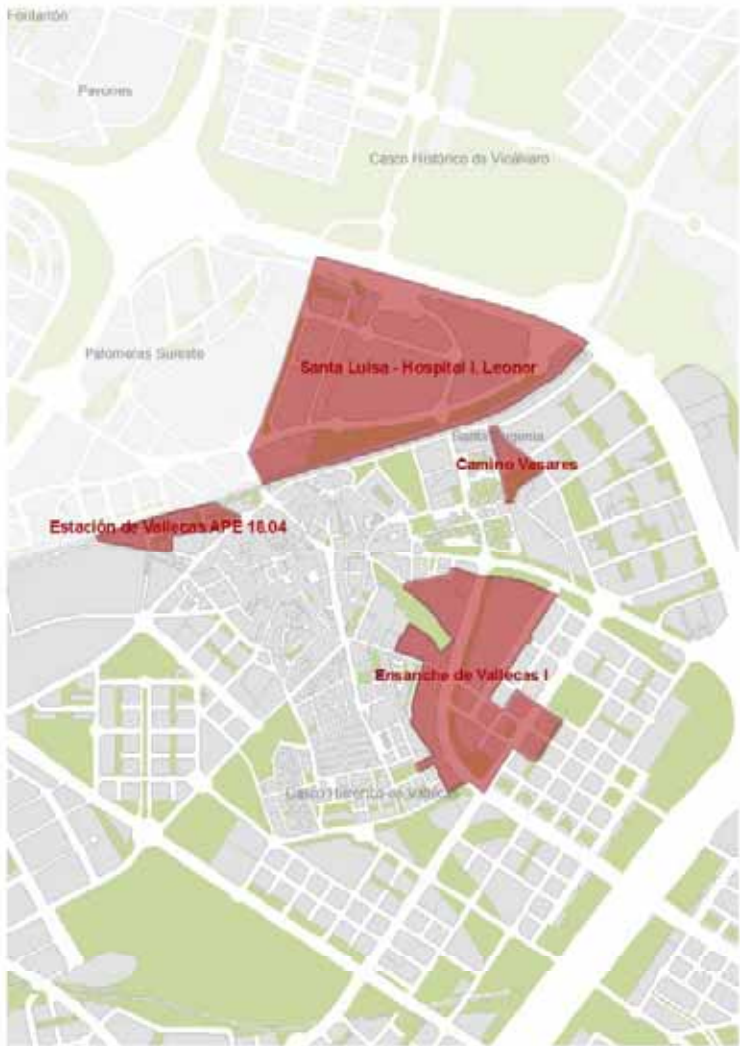 Fontarrón
Pavones
Casco Histórico de Vicálvaro
Palomeras Sureste
Santa Luisa - Hospital I. Leonor
Santa Eugenia
Camino Vasares
Estación de Vallecas APE 18.04
Ensanche de Vallecas I
Casco Histórico de Vallecas